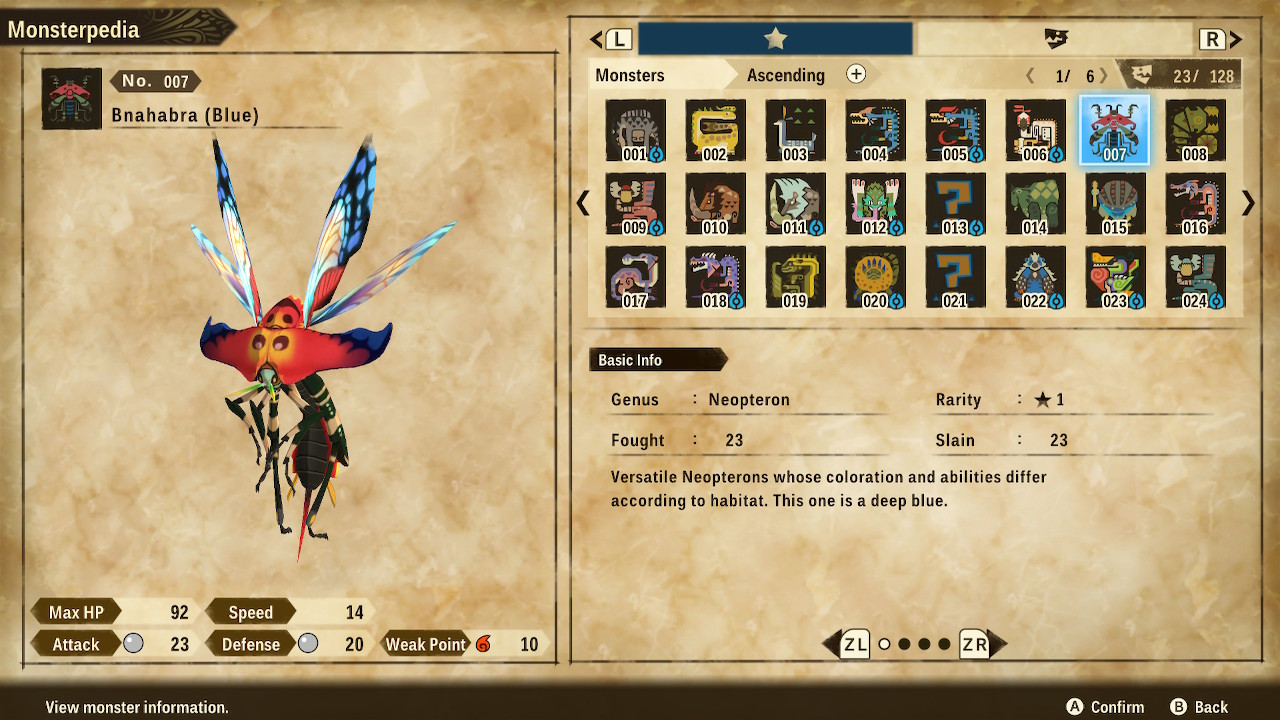 Monsterpedia
No. 007
Bnahabra (Blue)
L
R
Monsters
Ascending
1/ 6
23/ 128
001 002 003 004 005 006 007 008
009 010 011 012 013 014 015 016
017 018 019 020 021 022 023 024
Basic Info
Genus : Neopteron
Rarity : ★ 1
Fought : 23
Slain : 23
Versatile Neopterons whose coloration and abilities differ
according to habitat. This one is a deep blue.
Max HP 92
Speed 14
Attack 23
Defense 20
Weak Point 10
ZL ZR
View monster information.
A Confirm
B Back